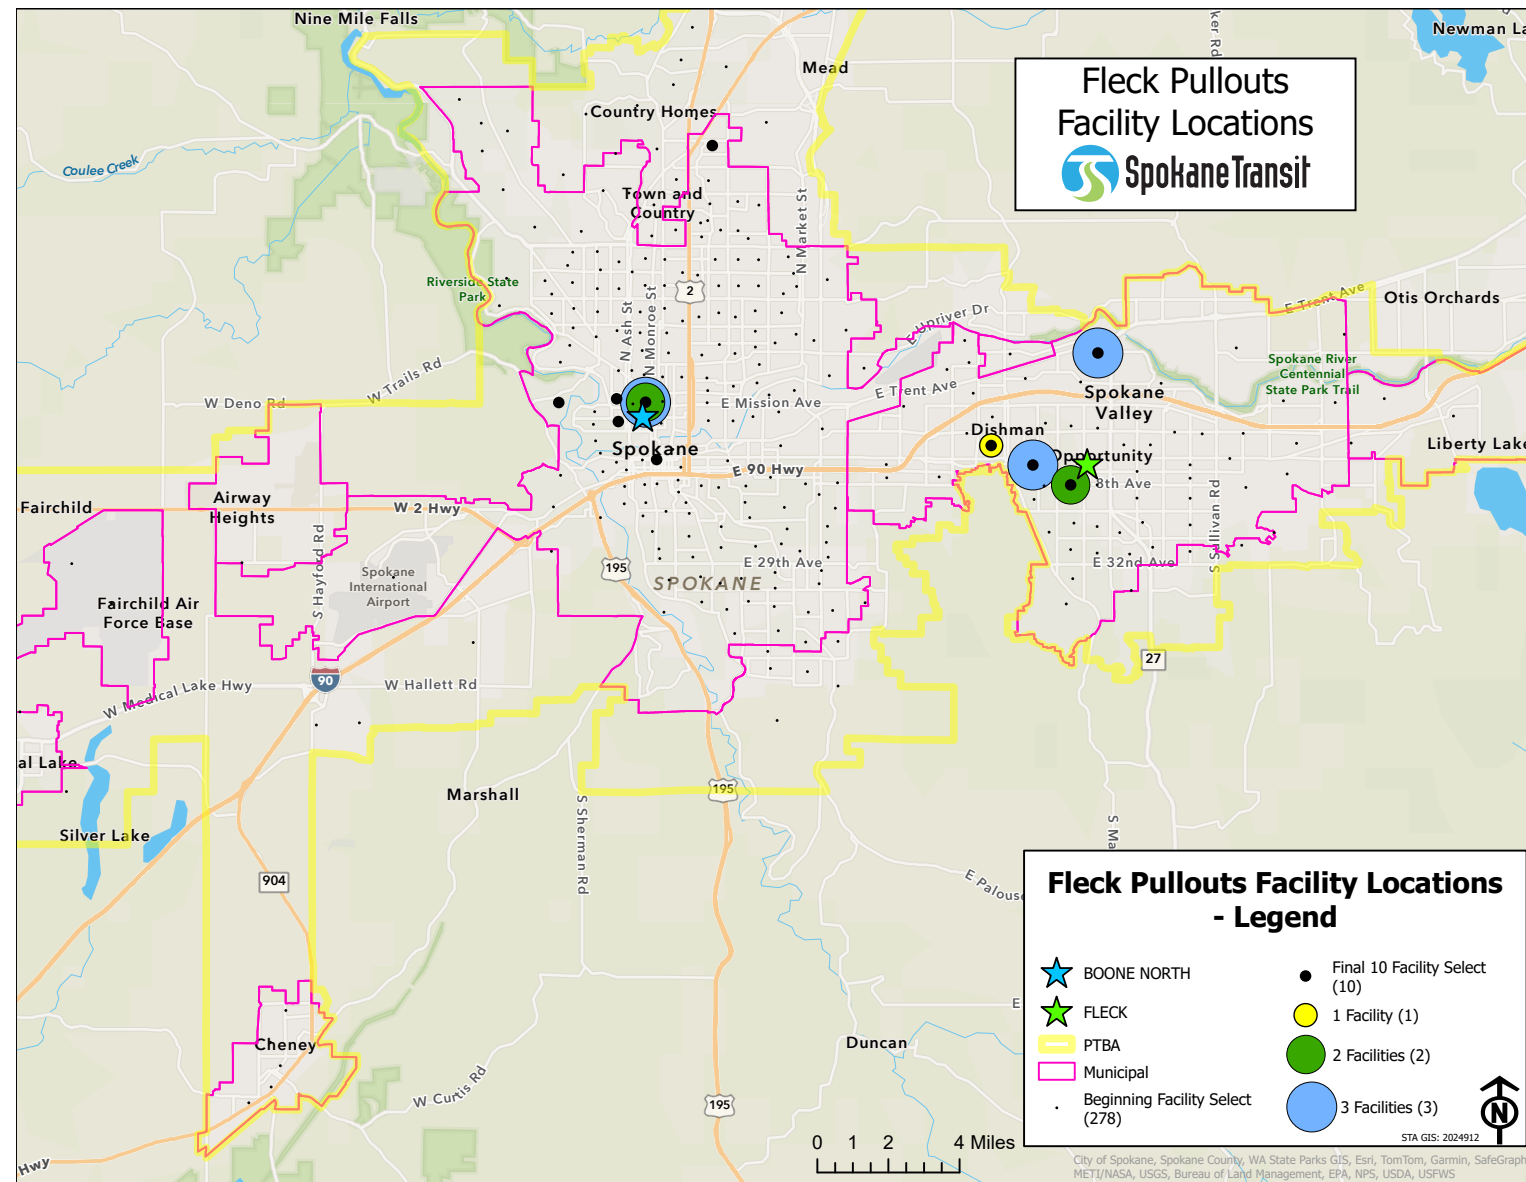 Nine Mile Falls
Mead
ker Rd
Newman La
Fleck Pullouts
Facility Locations
SpokaneTransit
Country Homes
Coulee Creek
Town and
Country
N Market St
Riverside State
Park
2
N Ash St
N Monroe St
E Upriver Dr
E Trent Ave
Otis Orchards
W Trails Rd
W Deno Rd
E Mission Ave
E Trent Ave
Spokane
Valley
Spokane River
Centennial
State Park Trail
Dishman
Liberty Lake
Spokane
Opportunity
E 90 Hwy
8th Ave
Fairchild
Airway
Heights
W 2 Hwy
S Hayford Rd
Spokane
International
Airport
195
E 29th Ave
SPOKANE
E 32nd Ave
S Sullivan Rd
Fairchild Air
Force Base
27
90
W Hallett Rd
W Medical Lake Hwy
al Lake
Marshall
195
Silver Lake
S Sherman Rd
S Ma
904
E Palouse
Fleck Pullouts Facility Locations
- Legend
BOONE NORTH
FLECK
PTBA
Municipal
Beginning Facility Select
(278)
Final 10 Facility Select
(10)
1 Facility (1)
2 Facilities (2)
3 Facilities (3)
N
STA GIS: 2024912
E
Duncan
Cheney
W Curtis Rd
195
Hwy
0 1 2 4 Miles
City of Spokane, Spokane County, WA State Parks GIS, Esri, TomTom, Garmin, SafeGraph
METI/NASA, USGS, Bureau of Land Management, EPA, NPS, USDA, USFWS